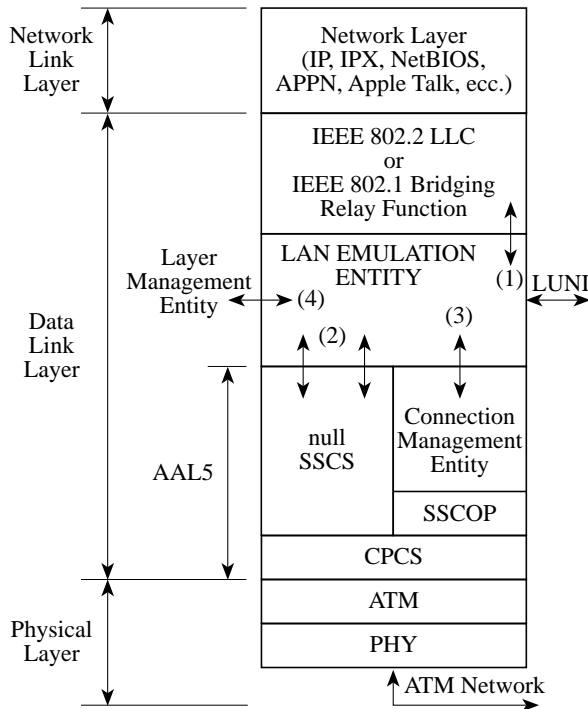 Network
Link
Layer
Network Layer
(IP, IPX, NetBIOS,
APPN, Apple Talk, ecc.)
IEEE 802.2 LLC
or
IEEE 802.1 Bridging
Relay Function
LAN EMULATION
ENTITY
(1)
LUNI
Layer
Management
Entity
(4)
(2)
(3)
Data
Link
Layer
AAL5
null
SSCS
Connection
Management
Entity
SSCOP
CPCS
ATM
Physical
Layer
PHY
ATM Network